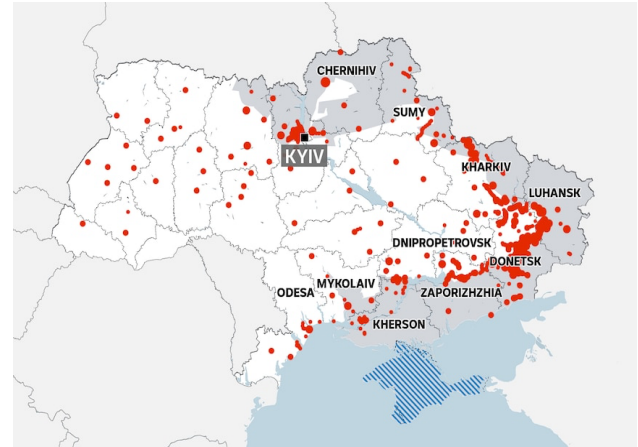 CHERNIHIV
SUMY
KYIV
KHARKIV
LUHANSK
DNIPROPETROVSK
DONETSK
MYKOLAIV
ODESA
ZAPORIZHZHIA
KHERSON